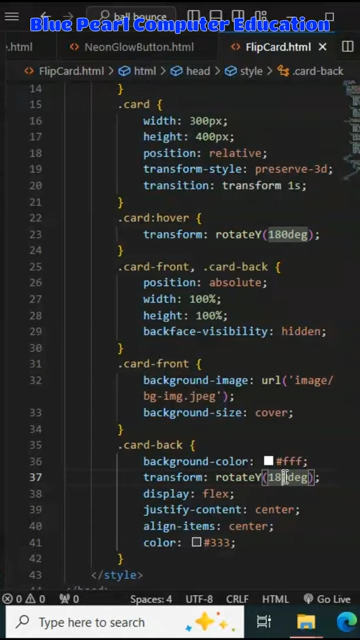 ball bounce
Blue Pearl Computer Education
e.html
NeonGlowButton.html
FlipCard.html
FlipCard.html > html > head > style > .card-back
14 }
15 .card {
16 width: 300px;
17 height: 400px;
18 position: relative;
19 transform-style: preserve-3d;
20 transition: transform 1s;
21 }
22 .card:hover {
23 transform: rotateY(180deg);
24 }
25 .card-front, .card-back {
26 position: absolute;
27 width: 100%;
28 height: 100%;
29 backface-visibility: hidden;
30 }
31 .card-front {
32 background-image: url('image/
bg-img.jpeg');
33 background-size: cover;
34 }
35 .card-back {
36 background-color: #fff;
37 transform: rotateY(180deg);
38 display: flex;
39 justify-content: center;
40 align-items: center;
41 color: #333;
42 }
43 </style>
44 </head>
0 0 0 Spaces: 4 UTF-8 CRLF HTML Go Live
Type here to search